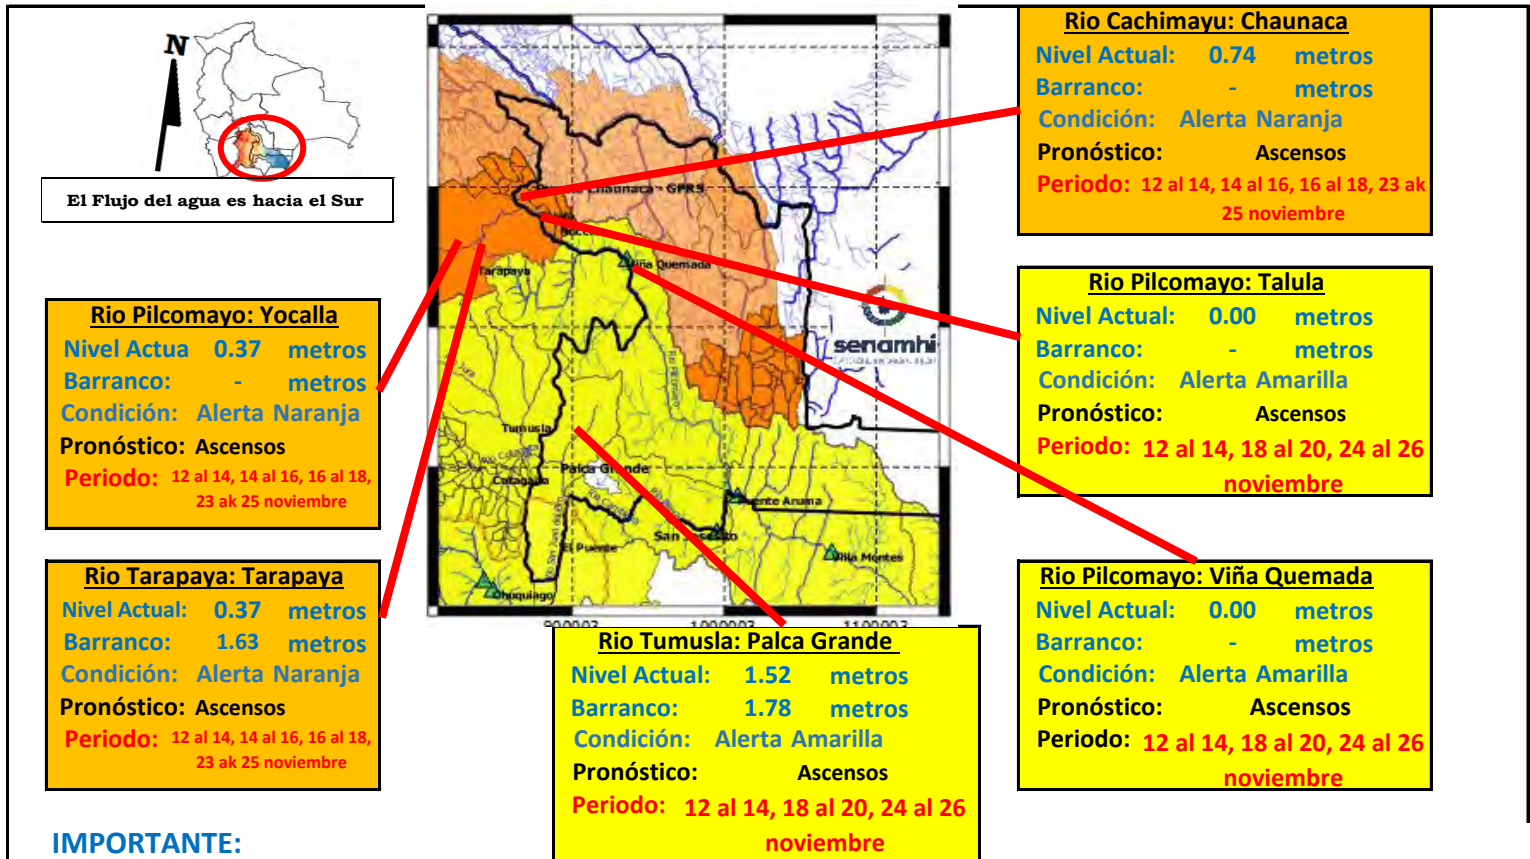 N
El Flujo del agua es hacia el Sur
Rio Pilcomayo: Yocalla
Nivel Actua 0.37 metros
Barranco: - metros
Condición: Alerta Naranja
Pronóstico: Ascensos
Periodo: 12 al 14, 14 al 16, 16 al 18,
23 ak 25 noviembre
Rio Tarapaya: Tarapaya
Nivel Actual: 0.37 metros
Barranco: 1.63 metros
Condición: Alerta Naranja
Pronóstico: Ascensos
Periodo: 12 al 14, 14 al 16, 16 al 18,
23 ak 25 noviembre
IMPORTANTE:
Chaunaca - GPRS
Viña Quemada
Tarapaya
senamhi
Tumusla
Palca Grande
Cotagaita
Puente Aruma
San Josesito
El Puente
Villa Montes
Chuquiago
Rio Tumusla: Palca Grande
Nivel Actual: 1.52 metros
Barranco: 1.78 metros
Condición: Alerta Amarilla
Pronóstico: Ascensos
Periodo: 12 al 14, 18 al 20, 24 al 26
noviembre
Rio Cachimayu: Chaunaca
Nivel Actual: 0.74 metros
Barranco: - metros
Condición: Alerta Naranja
Pronóstico: Ascensos
Periodo: 12 al 14, 14 al 16, 16 al 18, 23 ak
25 noviembre
Rio Pilcomayo: Talula
Nivel Actual: 0.00 metros
Barranco: - metros
Condición: Alerta Amarilla
Pronóstico: Ascensos
Periodo: 12 al 14, 18 al 20, 24 al 26
noviembre
Rio Pilcomayo: Viña Quemada
Nivel Actual: 0.00 metros
Barranco: - metros
Condición: Alerta Amarilla
Pronóstico: Ascensos
Periodo: 12 al 14, 18 al 20, 24 al 26
noviembre